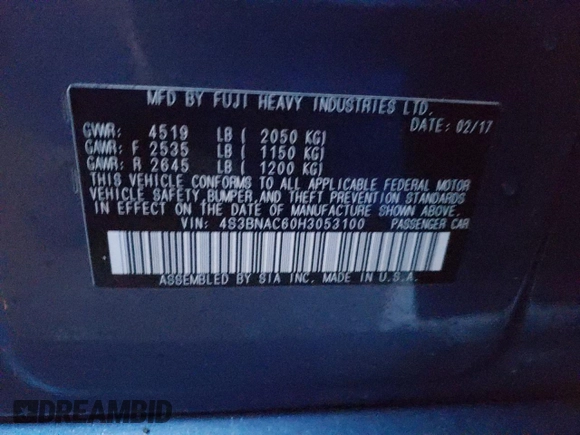 MFD BY FUJI HEAVY INDUSTRIES LTD.
DATE: 02/17
GVWR: 4519 LB ( 2050 KG)
GAWR: F 2535 LB ( 1150 KG)
GAWR: R 2645 LB ( 1200 KG)
THIS VEHICLE CONFORMS TO ALL APPLICABLE FEDERAL MOTOR
VEHICLE SAFETY, BUMPER, AND THEFT PREVENTION STANDARDS
IN EFFECT ON THE DATE OF MANUFACTURE SHOWN ABOVE.
VIN: 4S3BNAC60H3053100 PASSENGER CAR
ASSEMBLED BY SIA INC. MADE IN U.S.A.
DREAMBID